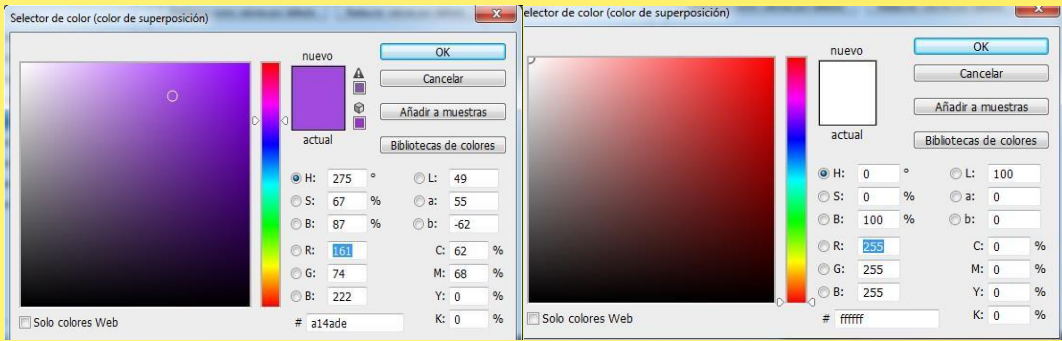 Selector de color (color de superposición)
x
nuevo
OK
Cancelar
Añadir a muestras
actual
Bibliotecas de colores
H: 275 °
L: 49
S: 67 %
a: 55
B: 87 %
b: -62
R: 161
C: 62 %
G: 74
M: 68 %
B: 222
Y: 0 %
Solo colores Web
# a14ade
K: 0 %
elector de color (color de superposición)
x
nuevo
OK
Cancelar
Añadir a muestras
actual
Bibliotecas de colores
H: 0 °
L: 100
S: 0 %
a: 0
B: 100 %
b: 0
R: 255
C: 0 %
G: 255
M: 0 %
B: 255
Y: 0 %
Solo colores Web
# ffffff
K: 0 %